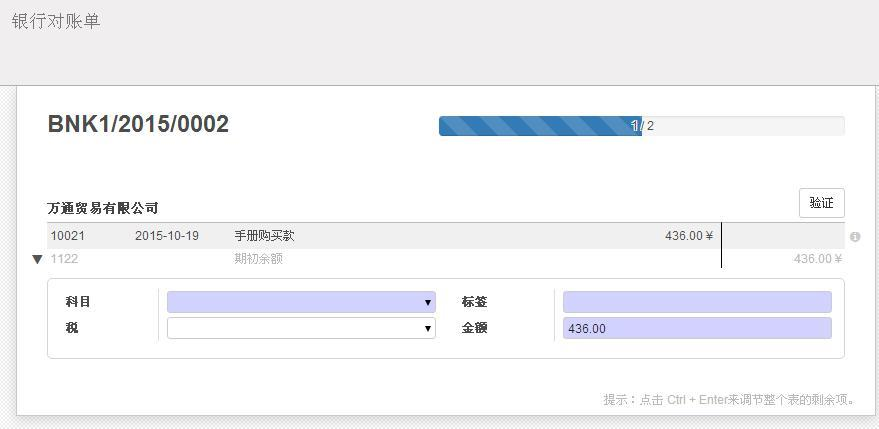 银行对账单
BNK1/2015/0002
1 / 2
万通贸易有限公司
验证
10021 2015-10-19 手册购买款 436.00 ¥
1122 期初余额 436.00 ¥
科目 标签
税 金额 436.00
提示：点击 Ctrl + Enter来调节整个表的剩余项。